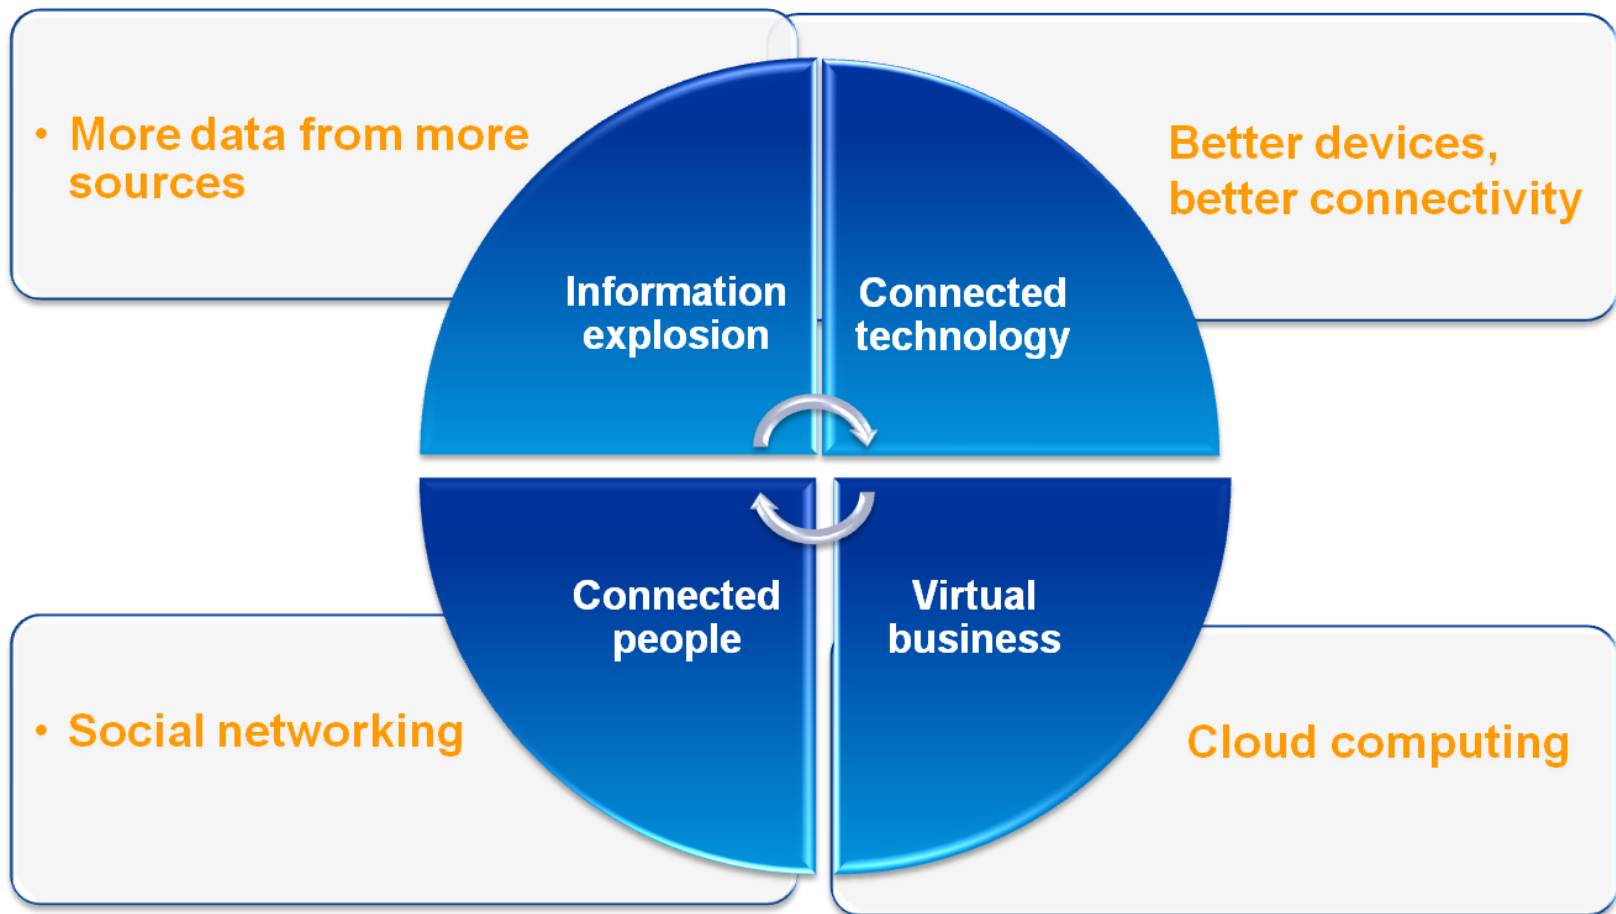 • More data from more
sources
Better devices,
better connectivity
Information
explosion
Connected
technology
Connected
people
Virtual
business
• Social networking
Cloud computing